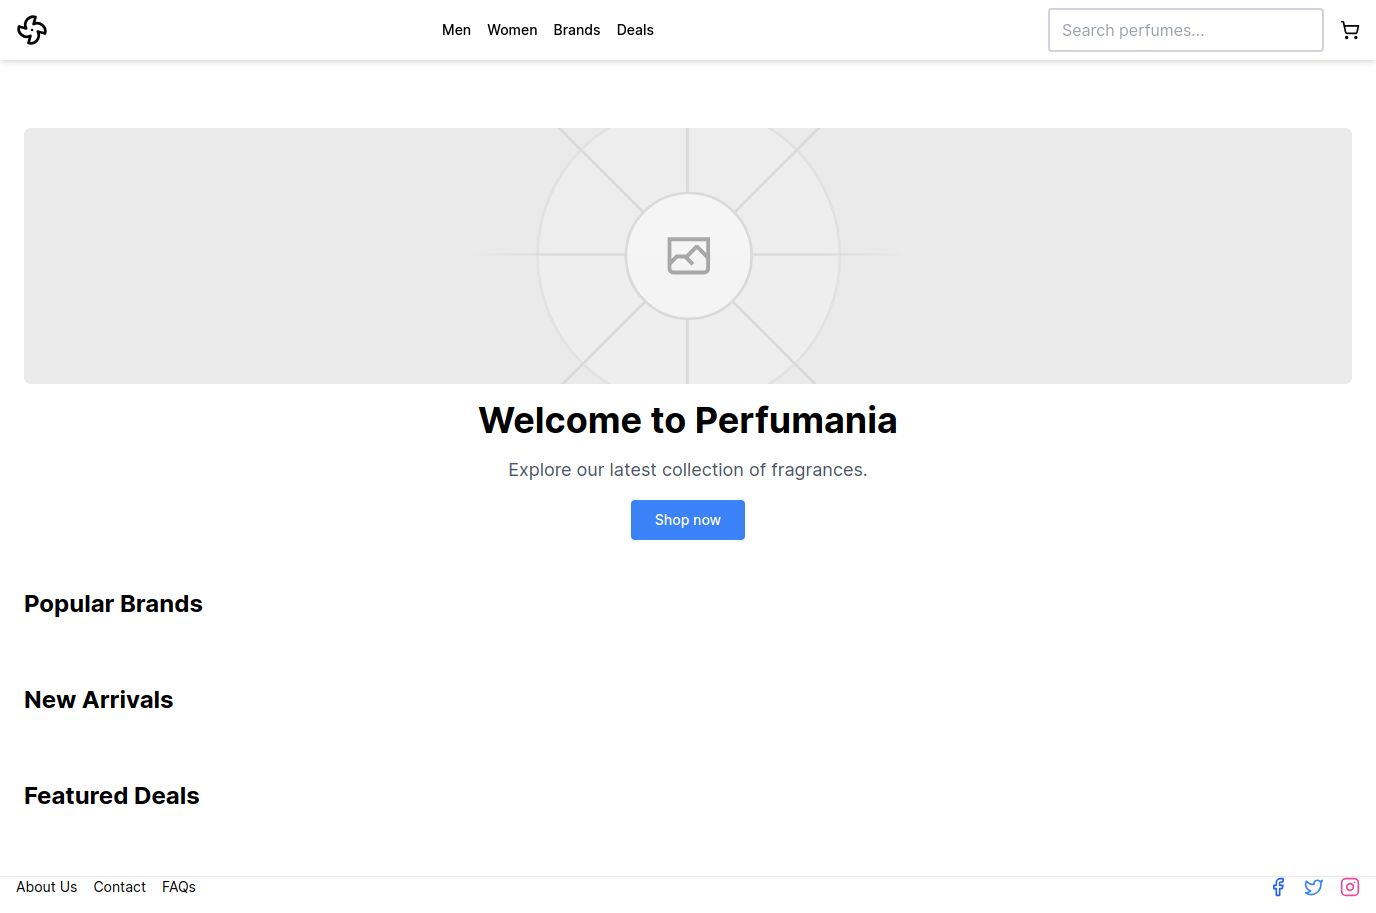 Men Women Brands Deals Search perfumes...
Welcome to Perfumania
Explore our latest collection of fragrances.
Shop now
Popular Brands
New Arrivals
Featured Deals
About Us Contact FAQs